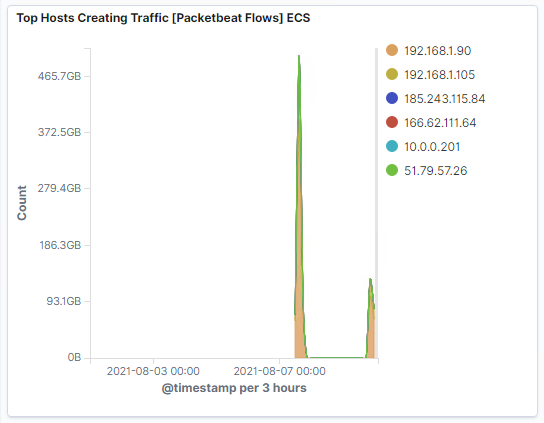 Top Hosts Creating Traffic [Packetbeat Flows] ECS
465.7GB
372.5GB
279.4GB
186.3GB
93.1GB
0B
Count
2021-08-03 00:00
2021-08-07 00:00
@timestamp per 3 hours
192.168.1.90
192.168.1.105
185.243.115.84
166.62.111.64
10.0.0.201
51.79.57.26